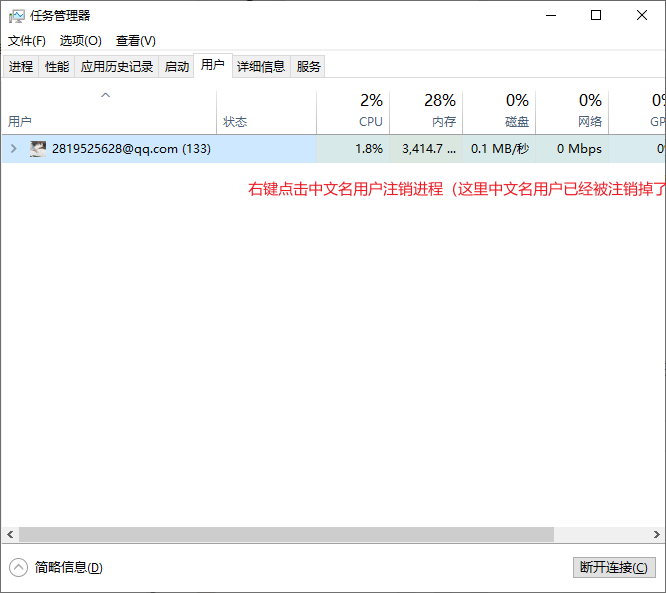 任务管理器
文件(F) 选项(O) 查看(V)
进程 性能 应用历史记录 启动 用户 详细信息 服务
2% 28% 0% 0% 0%
用户 状态 CPU 内存 磁盘 网络 GP
2819525628@qq.com (133) 1.8% 3,414.7 ... 0.1 MB/秒 0 Mbps 0
右键点击中文名用户注销进程（这里中文名用户已经被注销掉了
简略信息(D) 断开连接(C)